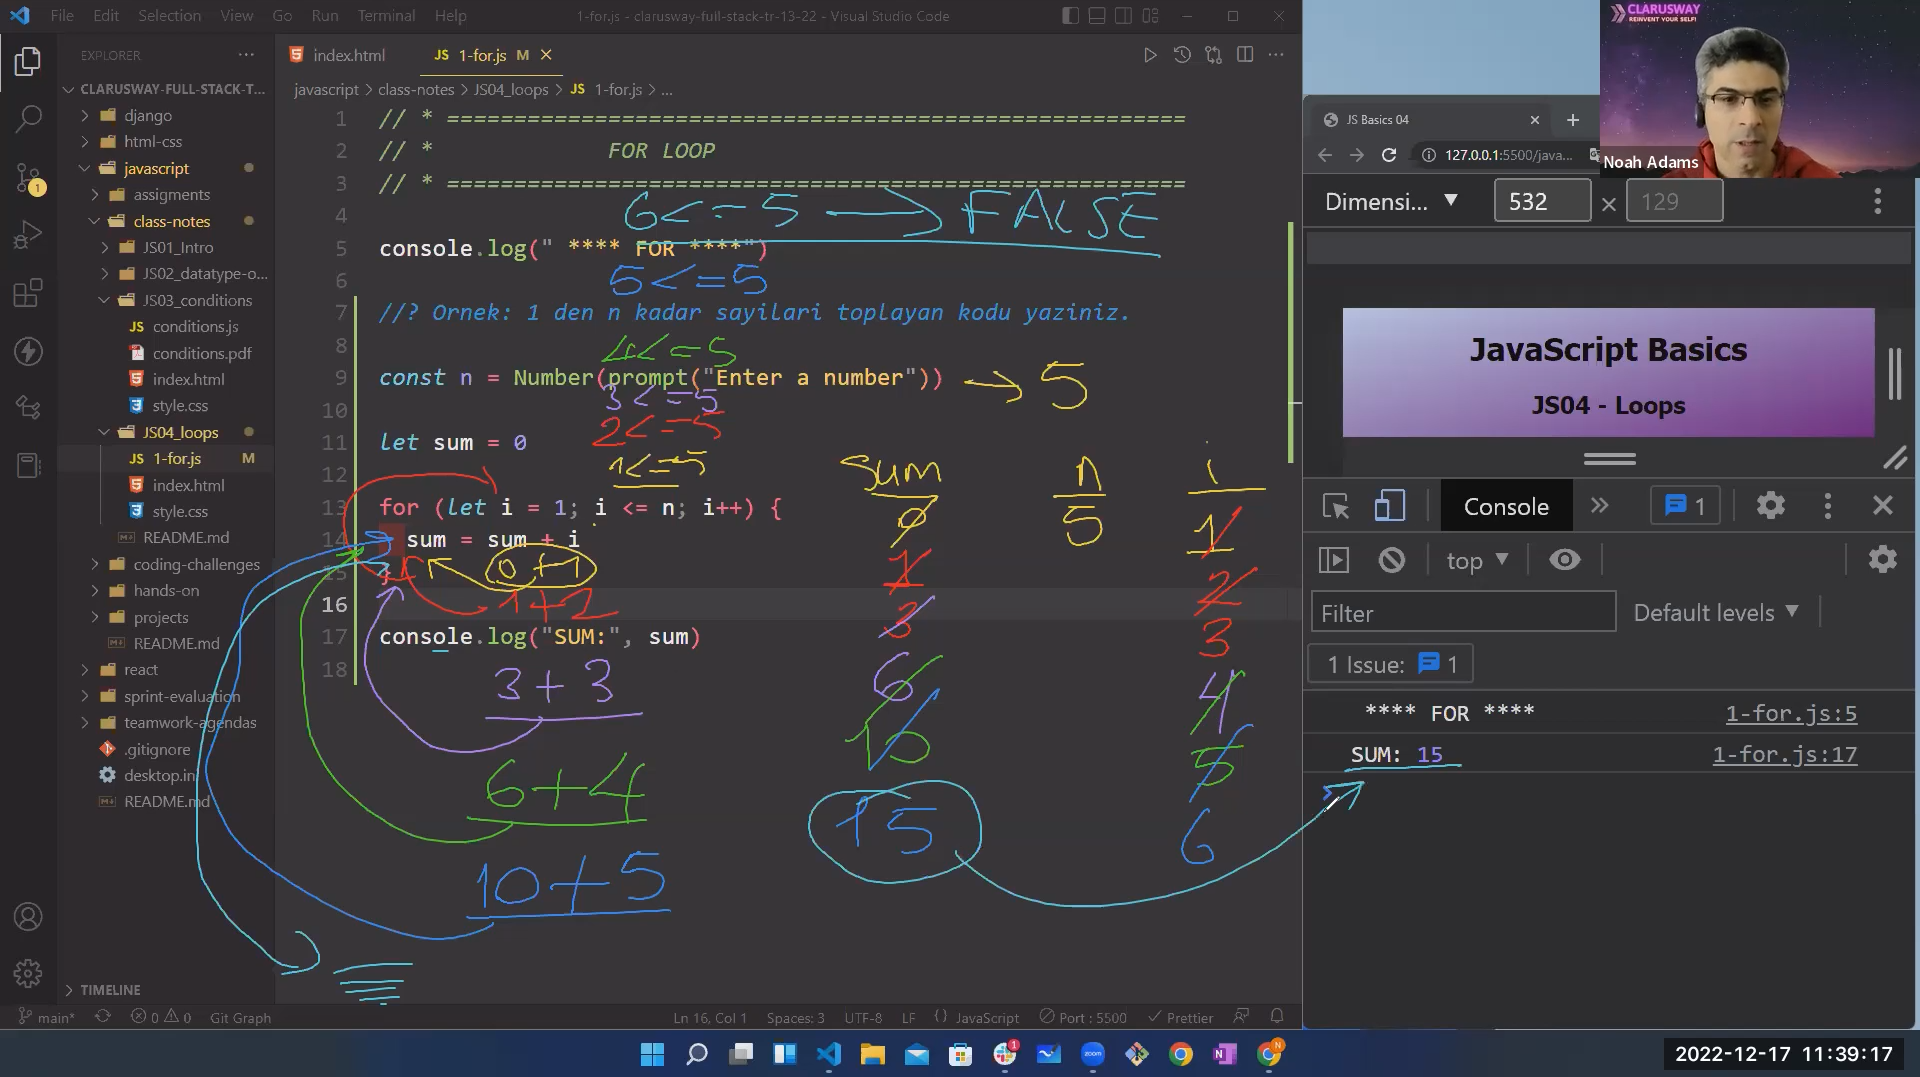 File Edit Selection View Go Run Terminal Help
1-for.js - clarusway-full-stack-tr-13-22 - Visual Studio Code
EXPLORER
CLARUSWAY-FULL-STACK-T...
django
html-css
javascript
assigments
class-notes
JS01_Intro
JS02_datatype-o...
JS03_conditions
JS conditions.js
conditions.pdf
index.html
style.css
JS04_loops
JS 1-for.js M
index.html
style.css
README.md
coding-challenges
hands-on
projects
README.md
react
sprint-evaluation
teamwork-agendas
.gitignore
desktop.in
README.md
TIMELINE
index.html
JS 1-for.js M
javascript > class-notes > JS04_loops > JS 1-for.js > ...
1 // * =======================================================
2 // * FOR LOOP
3 // * =======================================================
4
6<=5 → FALSE
5 console.log(" **** FOR ****")
6
5<=5
7 //? Ornek: 1 den n kadar sayilari toplayan kodu yaziniz.
8
4<=5
9 const n = Number(prompt("Enter a number")) → 5
3<=5
10
2<=5
11 let sum = 0
12
1<=5
13 for (let i = 1; i <= n; i++) {
14 sum = sum + i
15 }
0+1
16
1+2
17 console.log("SUM:", sum)
18
3+3
6+4
10+5
sum
0
1
3
6
10
15
n
5
i
1
2
3
4
5
6
main*
0 0
Git Graph
Ln 16, Col 1
Spaces: 3
UTF-8
LF
{} JavaScript
Port : 5500
Prettier
CLARUSWAY
REINVENT YOUR SELF!
Noah Adams
JS Basics 04
127.0.0.1:5500/java...
Dimensi... 532 × 129
JavaScript Basics
JS04 - Loops
Console
1
top
Filter
Default levels
1 Issue: 1
**** FOR **** 1-for.js:5
SUM: 15 1-for.js:17
1
zoom
N
N
2022-12-17 11:39:17